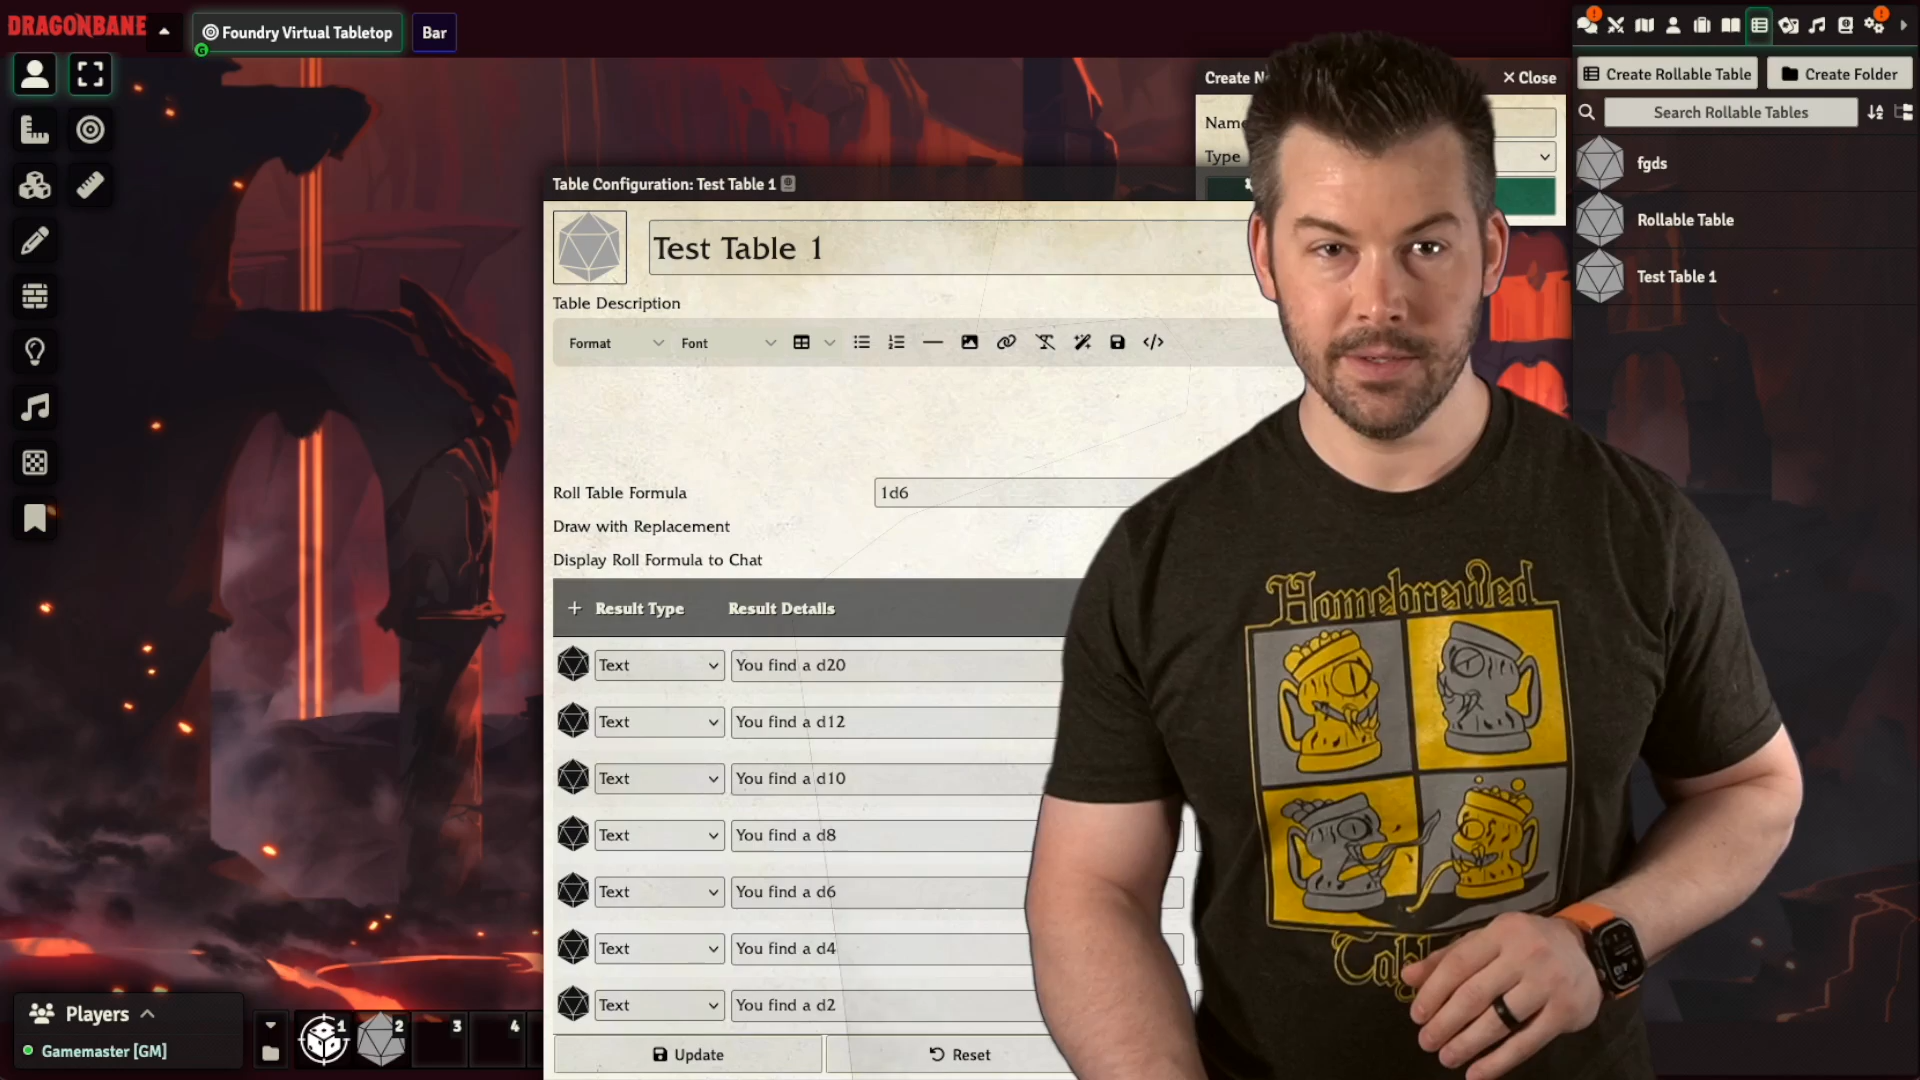 DRAGONBANE
Foundry Virtual Tabletop
Bar
G
Create N
Close
Name
Type
Create Rollable Table
Create Folder
Search Rollable Tables
fgds
Rollable Table
Test Table 1
Table Configuration: Test Table 1
Test Table 1
Table Description
Format
Font
Roll Table Formula
1d6
Draw with Replacement
Display Roll Formula to Chat
+ Result Type Result Details
Text You find a d20
Text You find a d12
Text You find a d10
Text You find a d8
Text You find a d6
Text You find a d4
Text You find a d2
Update
Reset
Players
Gamemaster [GM]
1
2
3
4
Homebrewed